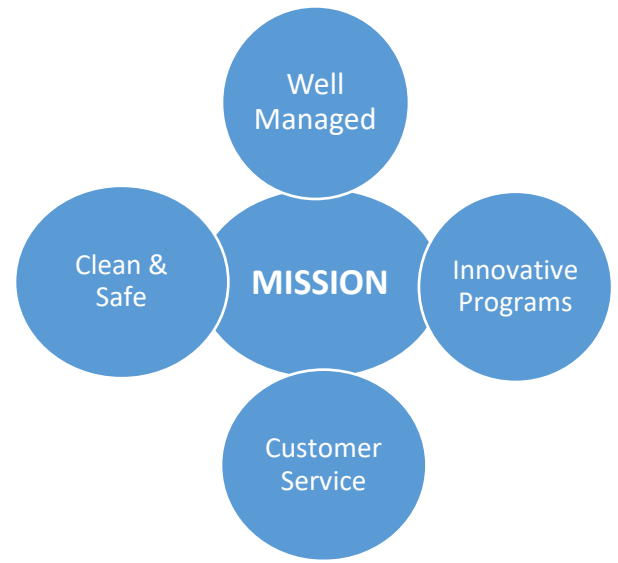 Well
Managed
Clean &
Safe
MISSION
Innovative
Programs
Customer
Service